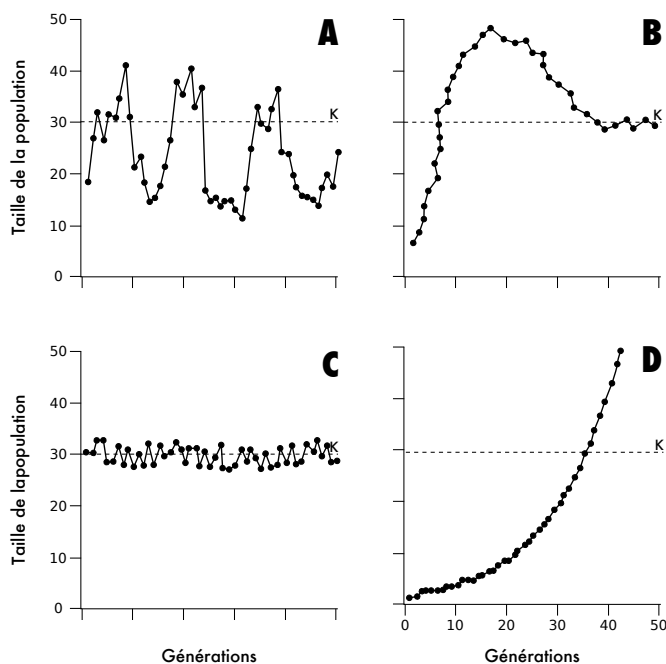 A
B
50
40
30
20
10
0
K
Taille de la population
C
D
50
40
30
20
10
0
K
K
Taille de lapopulation
0 10 20 30 40 50
Générations
Générations